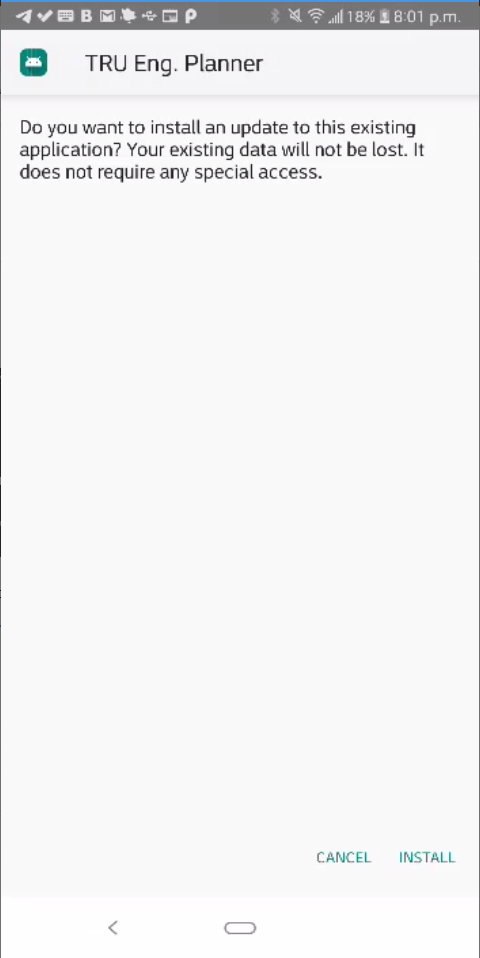 B P 18% 8:01 p.m.
TRU Eng. Planner
Do you want to install an update to this existing
application? Your existing data will not be lost. It
does not require any special access.
CANCEL INSTALL